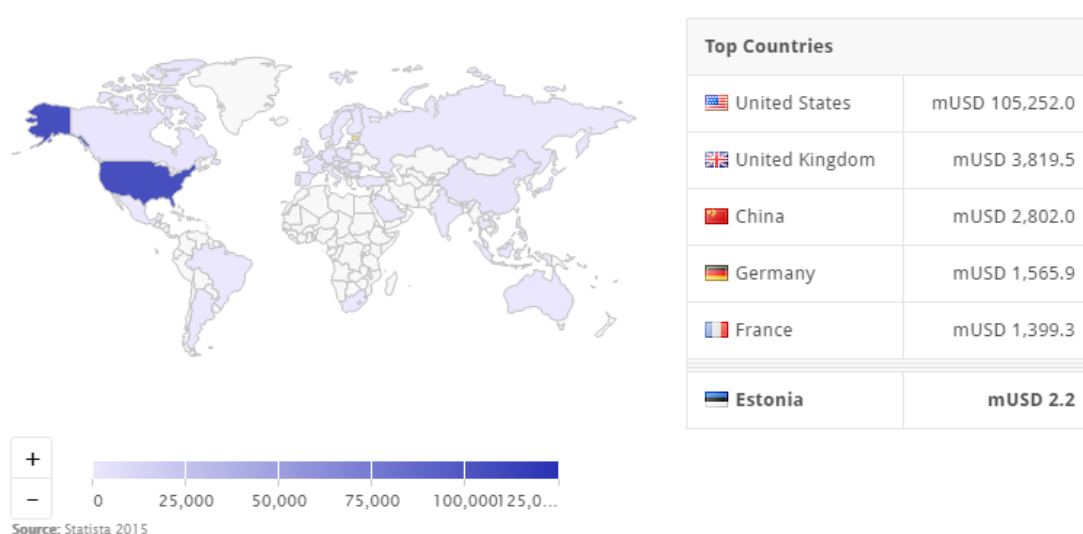 Top Countries
United States mUSD 105,252.0
United Kingdom mUSD 3,819.5
China mUSD 2,802.0
Germany mUSD 1,565.9
France mUSD 1,399.3
Estonia mUSD 2.2
+
−
0 25,000 50,000 75,000 100,000125,0...
Source: Statista 2015